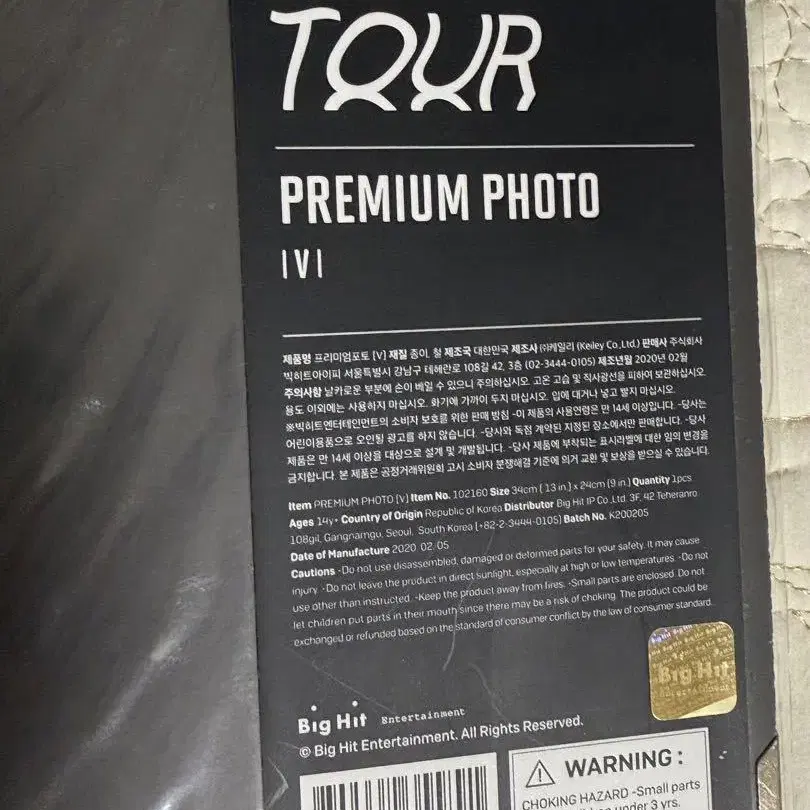 TOUR
PREMIUM PHOTO
|V|
제품명 프리미엄포토 [V] 재질 종이, 철 제조국 대한민국 제조사 ㈜케일리 (Keiley Co.,Ltd.) 판매사 주식회사
빅히트아이피 서울특별시 강남구 테헤란로 108길 42, 3층 (02-3444-0105) 제조년월 2020년 02월
주의사항 날카로운 부분에 손이 베일 수 있으니 주의하십시오. 고온 고습 및 직사광선을 피하여 보관하십시오.
용도 이외에는 사용하지 마십시오. 화기에 가까이 두지 마십시오. 입에 대거나 넣고 빨지 마십시오.
※빅히트엔터테인먼트의 소비자 보호를 위한 판매 방침 -이 제품의 사용연령은 만 14세 이상입니다. -당사는
어린이용품으로 오인될 광고를 하지 않습니다. -당사와 독점 계약된 지정된 장소에서만 판매합니다. -당사
제품은 만 14세 이상을 대상으로 설계 및 개발됩니다. -당사 제품에 부착되는 표시라벨에 대한 임의 변경을
금지합니다. 본 제품은 공정거래위원회 고시 소비자 분쟁해결 기준에 의거 교환 및 보상을 받으실 수 있습니다.
Item PREMIUM PHOTO [V] Item No. 102160 Size 34cm [ 13 in.] x 24cm (9 in.) Quantity 1pcs
Ages 14y+ Country of Origin Republic of Korea Distributor Big Hit IP Co.,Ltd. 3F, 42 Teheranro
108gil, Gangnamgu, Seoul, South Korea [+82-2-3444-0105] Batch No. K200205
Date of Manufacture 2020. 02. 05
Cautions -Do not use disassembled, damaged or deformed parts for your safety. It may cause
injury. -Do not leave the product in direct sunlight, especially at high or low temperatures. -Do not
use other than instructed. -Keep the product away from fires. -Small parts are enclosed. Do not
let children put parts in their mouth since there may be a risk of choking. The product could be
exchanged or refunded based on the standard of consumer conflict by the law of consumer standard.
Big Hit
Entertainment
Big Hit Entertainment
© Big Hit Entertainment. All Rights Reserved.
WARNING :
CHOKING HAZARD -Small parts
under 3 yrs.